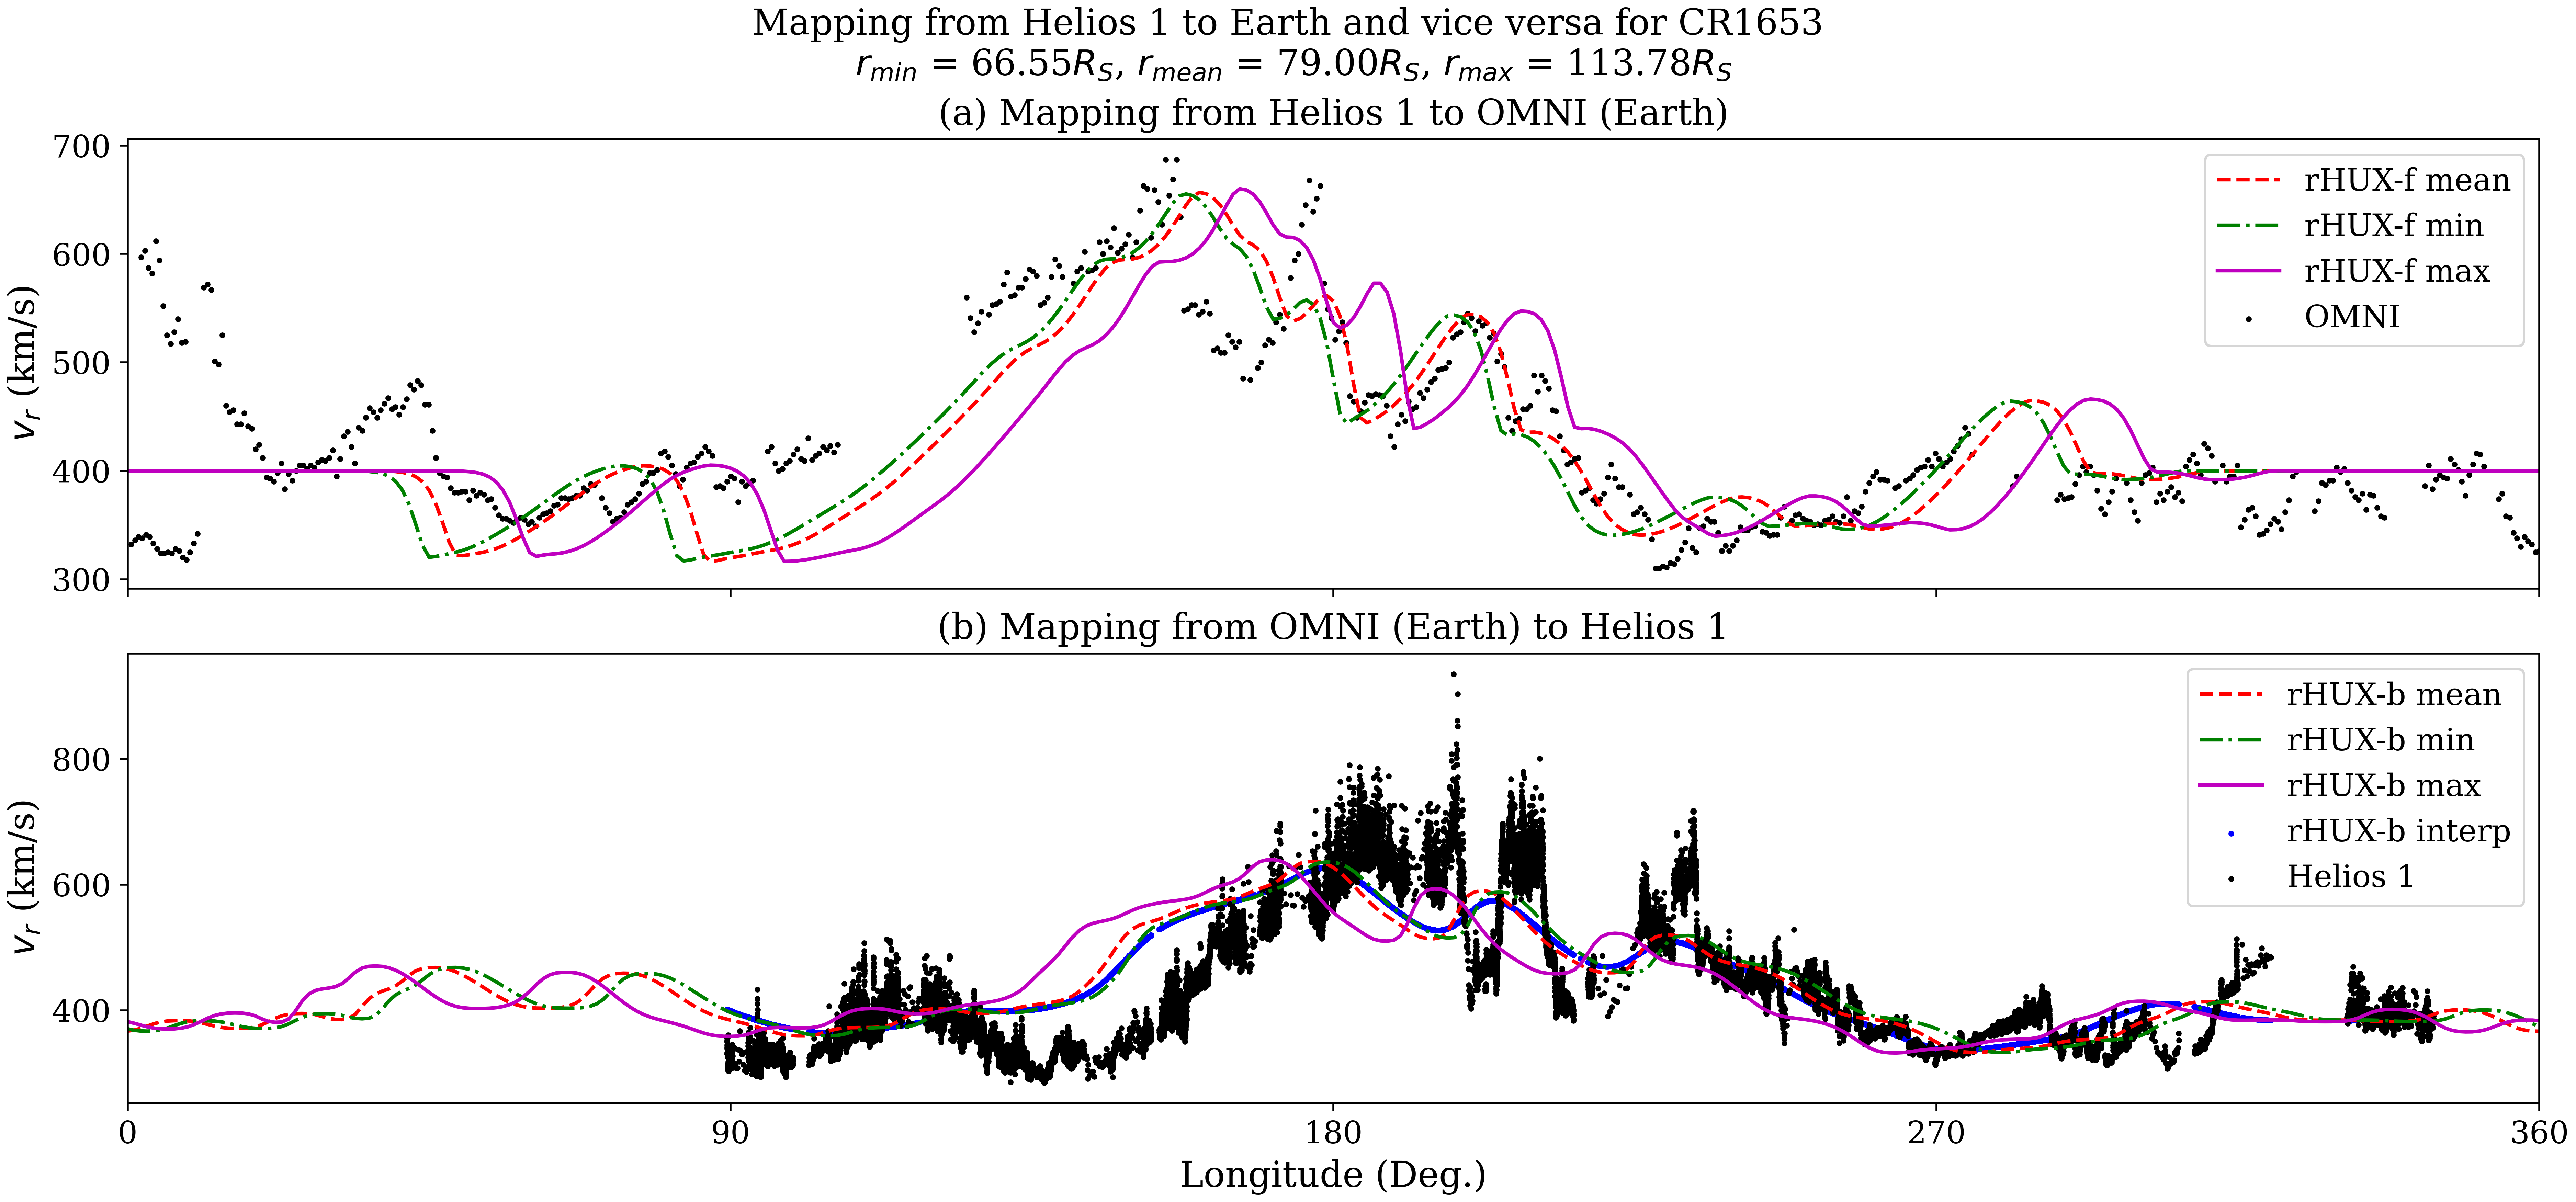 Mapping from Helios 1 to Earth and vice versa for CR1653
r_min = 66.55R_S, r_mean = 79.00R_S, r_max = 113.78R_S
(a) Mapping from Helios 1 to OMNI (Earth)
700
600
500
400
300
v_r (km/s)
rHUX-f mean
rHUX-f min
rHUX-f max
OMNI
(b) Mapping from OMNI (Earth) to Helios 1
800
600
400
v_r (km/s)
rHUX-b mean
rHUX-b min
rHUX-b max
rHUX-b interp
Helios 1
0 90 180 270 360
Longitude (Deg.)